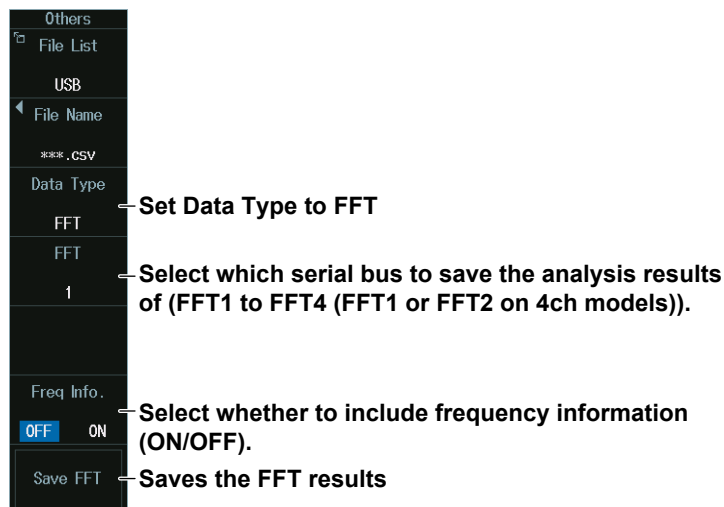 Others
File List
USB
File Name
***.CSV
Data Type
FFT
Set Data Type to FFT
FFT
1
Select which serial bus to save the analysis results
of (FFT1 to FFT4 (FFT1 or FFT2 on 4ch models)).
Freq Info.
OFF ON
Select whether to include frequency information
(ON/OFF).
Save FFT
Saves the FFT results